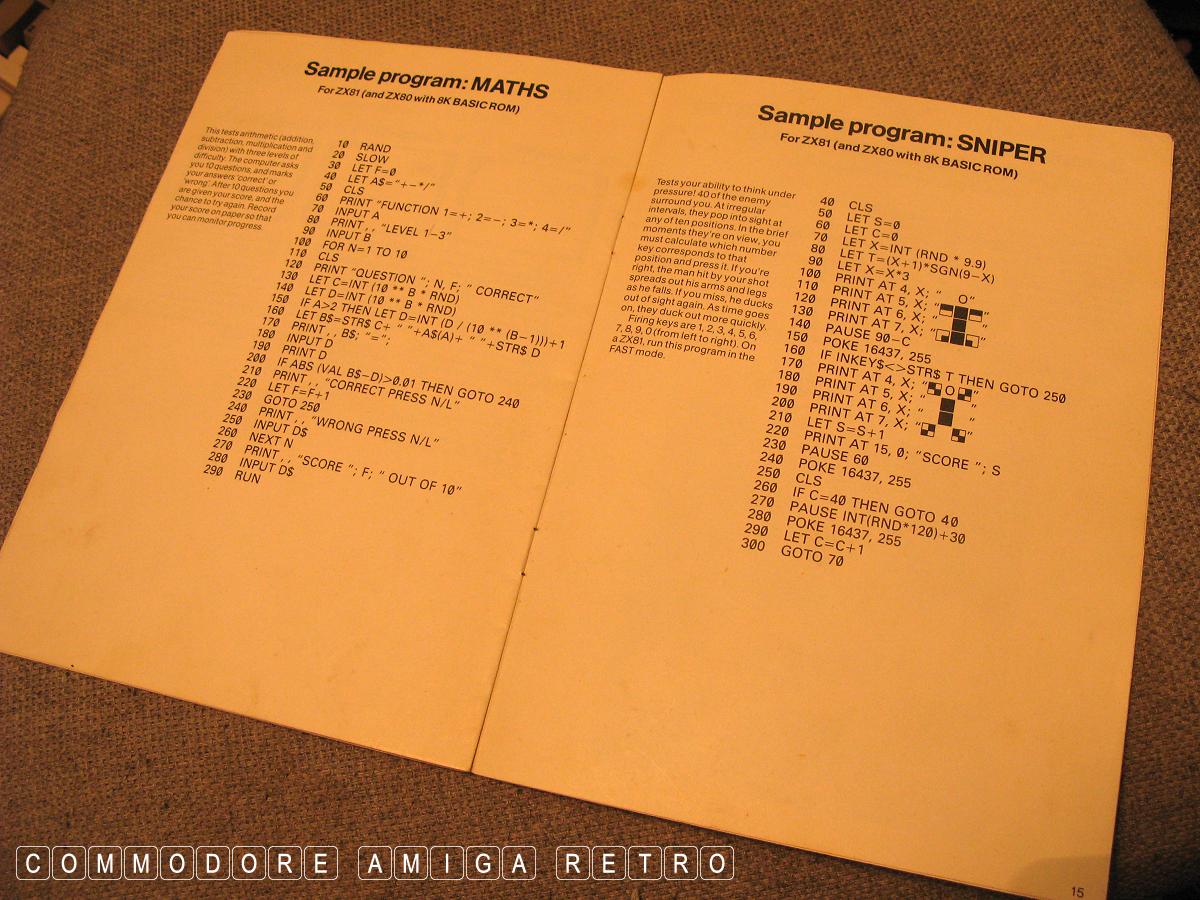 Sample program: MATHS
For ZX81 (and ZX80 with 8K BASIC ROM)
This tests arithmetic (addition,
subtraction, multiplication and
division) with three levels of
difficulty. The computer asks
you 10 questions, and marks
your answers 'correct' or
'wrong'. After 10 questions you
are given your score, and the
chance to try again. Record
your score on paper so that
you can monitor progress.
10 RAND
20 SLOW
30 LET F=0
40 LET A$="+-*/"
50 CLS
60 PRINT "FUNCTION 1=+; 2=-; 3=*; 4=/"
70 INPUT A
80 PRINT,, "LEVEL 1-3"
90 INPUT B
100 FOR N=1 TO 10
110 CLS
120 PRINT "QUESTION "; N, F; " CORRECT"
130 LET C=INT (10 ** B * RND)
140 LET D=INT (10 ** B * RND)
150 IF A>2 THEN LET D=INT (D / (10 ** (B-1)))+1
160 LET B$=STR$ C+ " "+A$(A)+ " "+STR$ D
170 PRINT,, B$; "=";
180 INPUT D
190 PRINT D
200 IF ABS (VAL B$-D)>0.01 THEN GOTO 240
210 PRINT,, "CORRECT PRESS N/L"
220 LET F=F+1
230 GOTO 250
240 PRINT,, "WRONG PRESS N/L"
250 INPUT D$
260 NEXT N
270 PRINT,, "SCORE "; F; " OUT OF 10"
280 INPUT D$
290 RUN
Sample program: SNIPER
For ZX81 (and ZX80 with 8K BASIC ROM)
Tests your ability to think under
pressure! 40 of the enemy
surround you. At irregular
intervals, they pop into sight at
any of ten positions. In the brief
moments they're on view, you
must calculate which number
key corresponds to that
position and press it. If you're
right, the man hit by your shot
spreads out his arms and legs
as he falls. If you miss, he ducks
out of sight again. As time goes
on, they duck out more quickly.
Firing keys are 1, 2, 3, 4, 5, 6,
7, 8, 9, 0 (from left to right). On
a ZX81, run this program in the
FAST mode.
40 CLS
50 LET S=0
60 LET C=0
70 LET X=INT (RND * 9.9)
80 LET T=(X+1)*SGN(9-X)
90 LET X=X*3
100 PRINT AT 4, X; " O"
110 PRINT AT 5, X; " "
120 PRINT AT 6, X; " "
130 PRINT AT 7, X; " "
140 PAUSE 90-C
150 POKE 16437, 255
160 IF INKEY$<>STR$ T THEN GOTO 250
170 PRINT AT 4, X; " O "
180 PRINT AT 5, X; " "
190 PRINT AT 6, X; " "
200 PRINT AT 7, X; " "
210 LET S=S+1
220 PRINT AT 15, 0; "SCORE "; S
230 PAUSE 60
240 POKE 16437, 255
250 CLS
260 IF C=40 THEN GOTO 40
270 PAUSE INT(RND*120)+30
280 POKE 16437, 255
290 LET C=C+1
300 GOTO 70
15
COMMODORE AMIGA RETRO